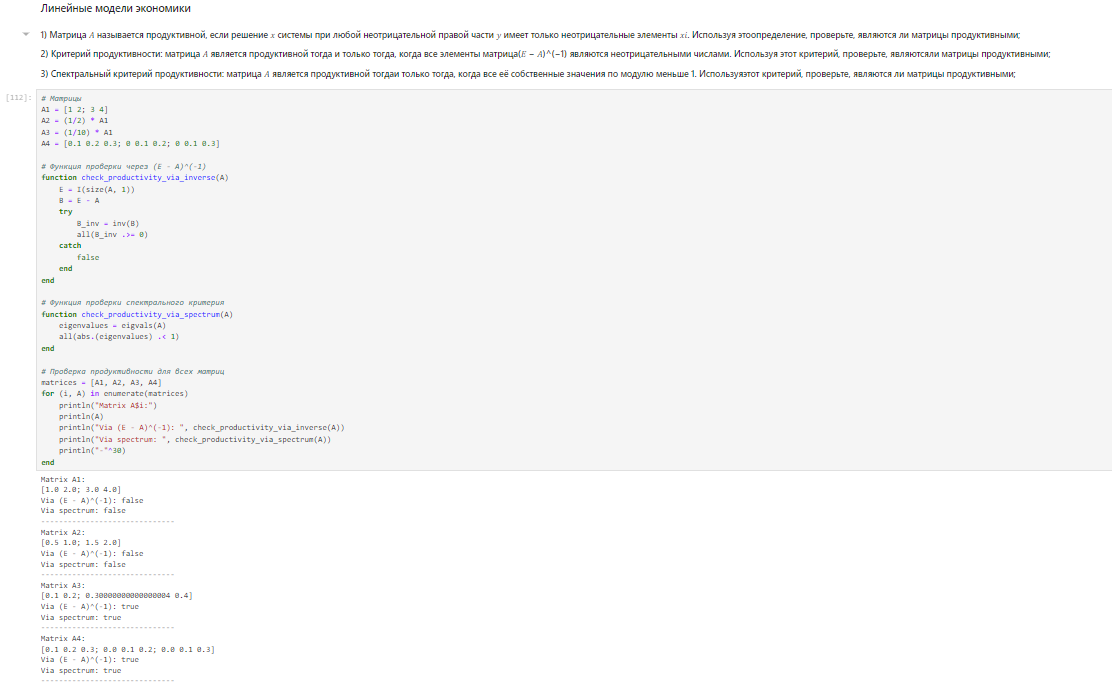 Линейные модели экономики
1) Матрица A называется продуктивной, если решение x системы при любой неотрицательной правой части y имеет только неотрицательные элементы xi. Используя этоопределение, проверьте, являются ли матрицы продуктивными;
2) Критерий продуктивности: матрица A является продуктивной тогда и только тогда, когда все элементы матрица(E − A)^(−1) являются неотрицательными числами. Используя этот критерий, проверьте, являютсяли матрицы продуктивными;
3) Спектральный критерий продуктивности: матрица A является продуктивной тогдаи только тогда, когда все её собственные значения по модулю меньше 1. Используяэтот критерий, проверьте, являются ли матрицы продуктивными;
[112]:
# Матрицы
A1 = [1 2; 3 4]
A2 = (1/2) * A1
A3 = (1/10) * A1
A4 = [0.1 0.2 0.3; 0 0.1 0.2; 0 0.1 0.3]
# Функция проверки через (E - A)^(-1)
function check_productivity_via_inverse(A)
E = I(size(A, 1))
B = E - A
try
B_inv = inv(B)
all(B_inv .>= 0)
catch
false
end
end
# Функция проверки спектрального критерия
function check_productivity_via_spectrum(A)
eigenvalues = eigvals(A)
all(abs.(eigenvalues) .< 1)
end
# Проверка продуктивности для всех матриц
matrices = [A1, A2, A3, A4]
for (i, A) in enumerate(matrices)
println("Matrix A$i:")
println(A)
println("Via (E - A)^(-1): ", check_productivity_via_inverse(A))
println("Via spectrum: ", check_productivity_via_spectrum(A))
println("-"^30)
end
Matrix A1:
[1.0 2.0; 3.0 4.0]
Via (E - A)^(-1): false
Via spectrum: false
------------------------------
Matrix A2:
[0.5 1.0; 1.5 2.0]
Via (E - A)^(-1): false
Via spectrum: false
------------------------------
Matrix A3:
[0.1 0.2; 0.30000000000000004 0.4]
Via (E - A)^(-1): true
Via spectrum: true
------------------------------
Matrix A4:
[0.1 0.2 0.3; 0.0 0.1 0.2; 0.0 0.1 0.3]
Via (E - A)^(-1): true
Via spectrum: true
------------------------------